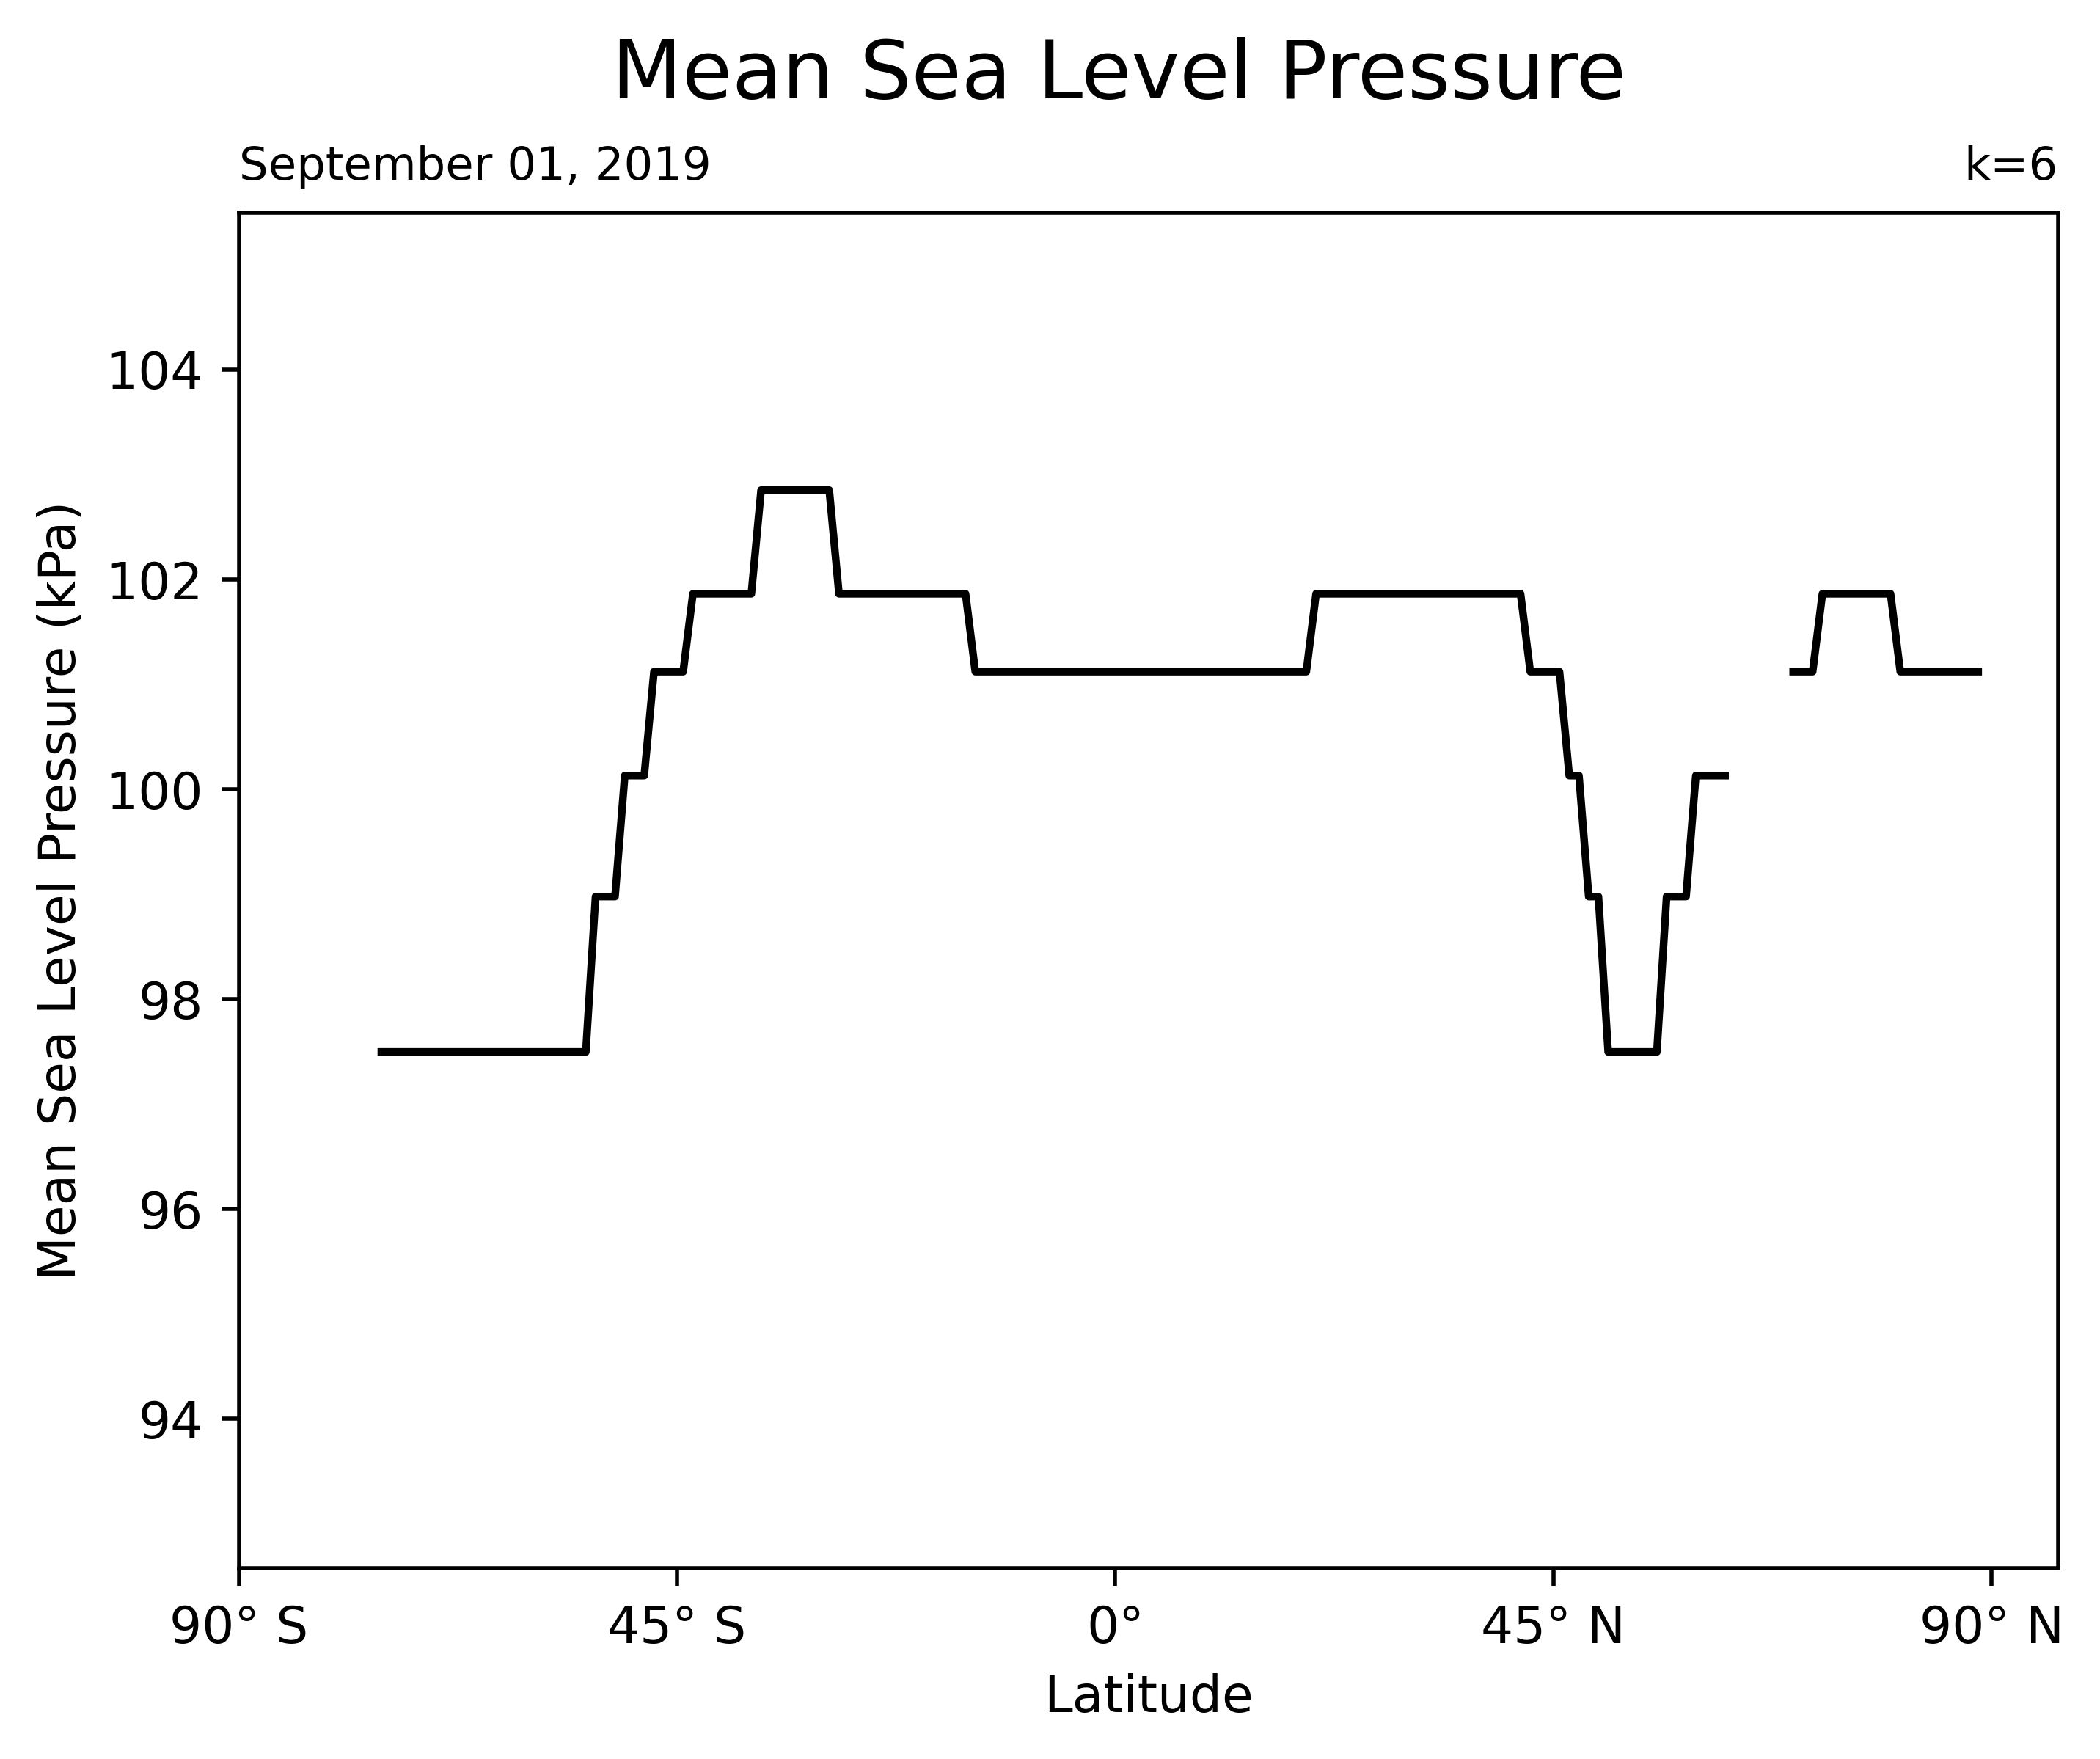 Mean Sea Level Pressure
September 01, 2019
k=6
104
102
100
98
96
94
Mean Sea Level Pressure (kPa)
90° S
45° S
0°
45° N
90° N
Latitude